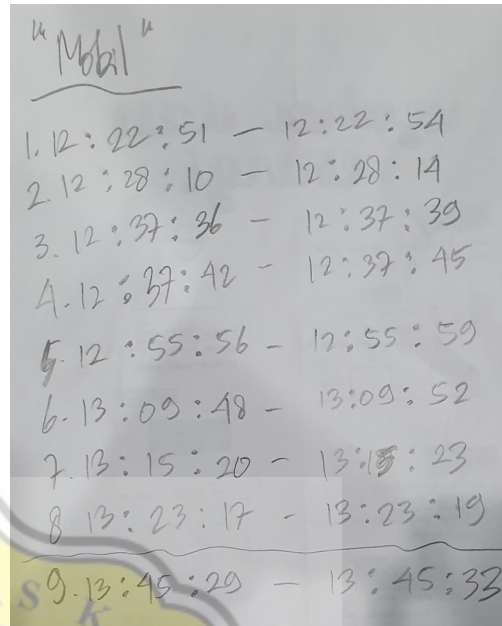 "Mobil"
1. 12 : 22 : 51 — 12 : 22 : 54
2. 12 : 28 : 10 — 12 : 28 : 14
3. 12 : 37 : 36 — 12 : 37 : 39
4. 12 : 37 : 42 — 12 : 37 : 45
5. 12 : 55 : 56 — 12 : 55 : 59
6. 13 : 09 : 48 — 13 : 09 : 52
7. 13 : 15 : 20 — 13 : 15 : 23
8 13 : 23 : 17 — 13 : 23 : 19
9. 13 : 45 : 29 — 13 : 45 : 33
S K